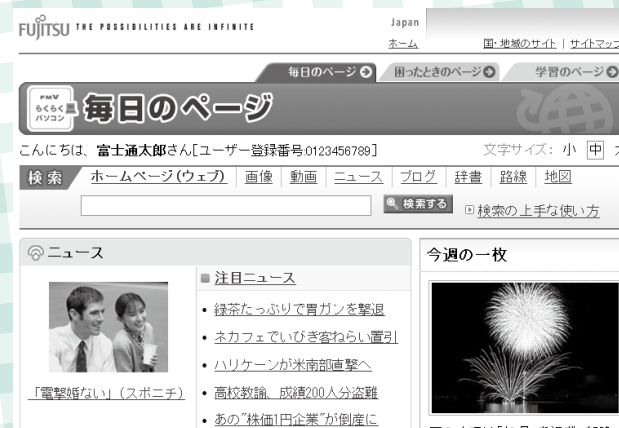 FUJITSU THE POSSIBILITIES ARE INFINITE
Japan
ホーム 国・地域のサイト | サイトマップ
毎日のページ 困ったときのページ 学習のページ
FMV
らくらく
パソコン
毎日のページ
こんにちは、富士通太郎さん[ユーザー登録番号:0123456789] 文字サイズ: 小 中
検索 ホームページ(ウェブ) 画像 動画 ニュース ブログ 辞書 路線 地図
検索する 検索の上手な使い方
ニュース
今週の一枚
注目ニュース
・緑茶たっぷりで胃ガンを撃退
・ネカフェでいびき客ねらい置引
・ハリケーンが米南部直撃へ
「電撃婚ない」(スポニチ)
・高校教諭、成績200人分盗難
・あの"株価1円企業"が倒産に